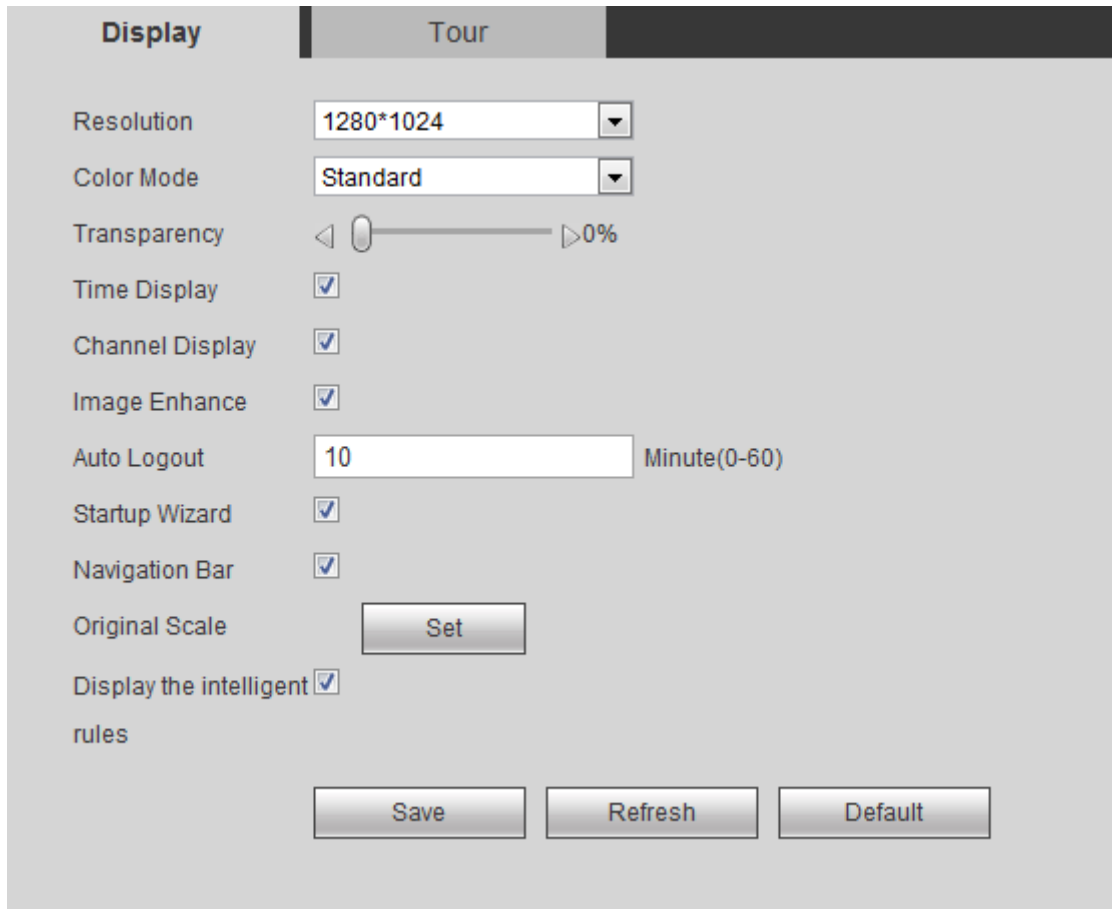 Display Tour
Resolution 1280*1024
Color Mode Standard
Transparency 0%
Time Display
Channel Display
Image Enhance
Auto Logout 10 Minute(0-60)
Startup Wizard
Navigation Bar
Original Scale Set
Display the intelligent
rules
Save Refresh Default